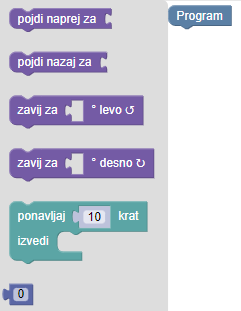 pojdi naprej za
Program
pojdi nazaj za
zavij za ° levo ↺
zavij za ° desno ↻
ponavljaj 10 krat
izvedi
0